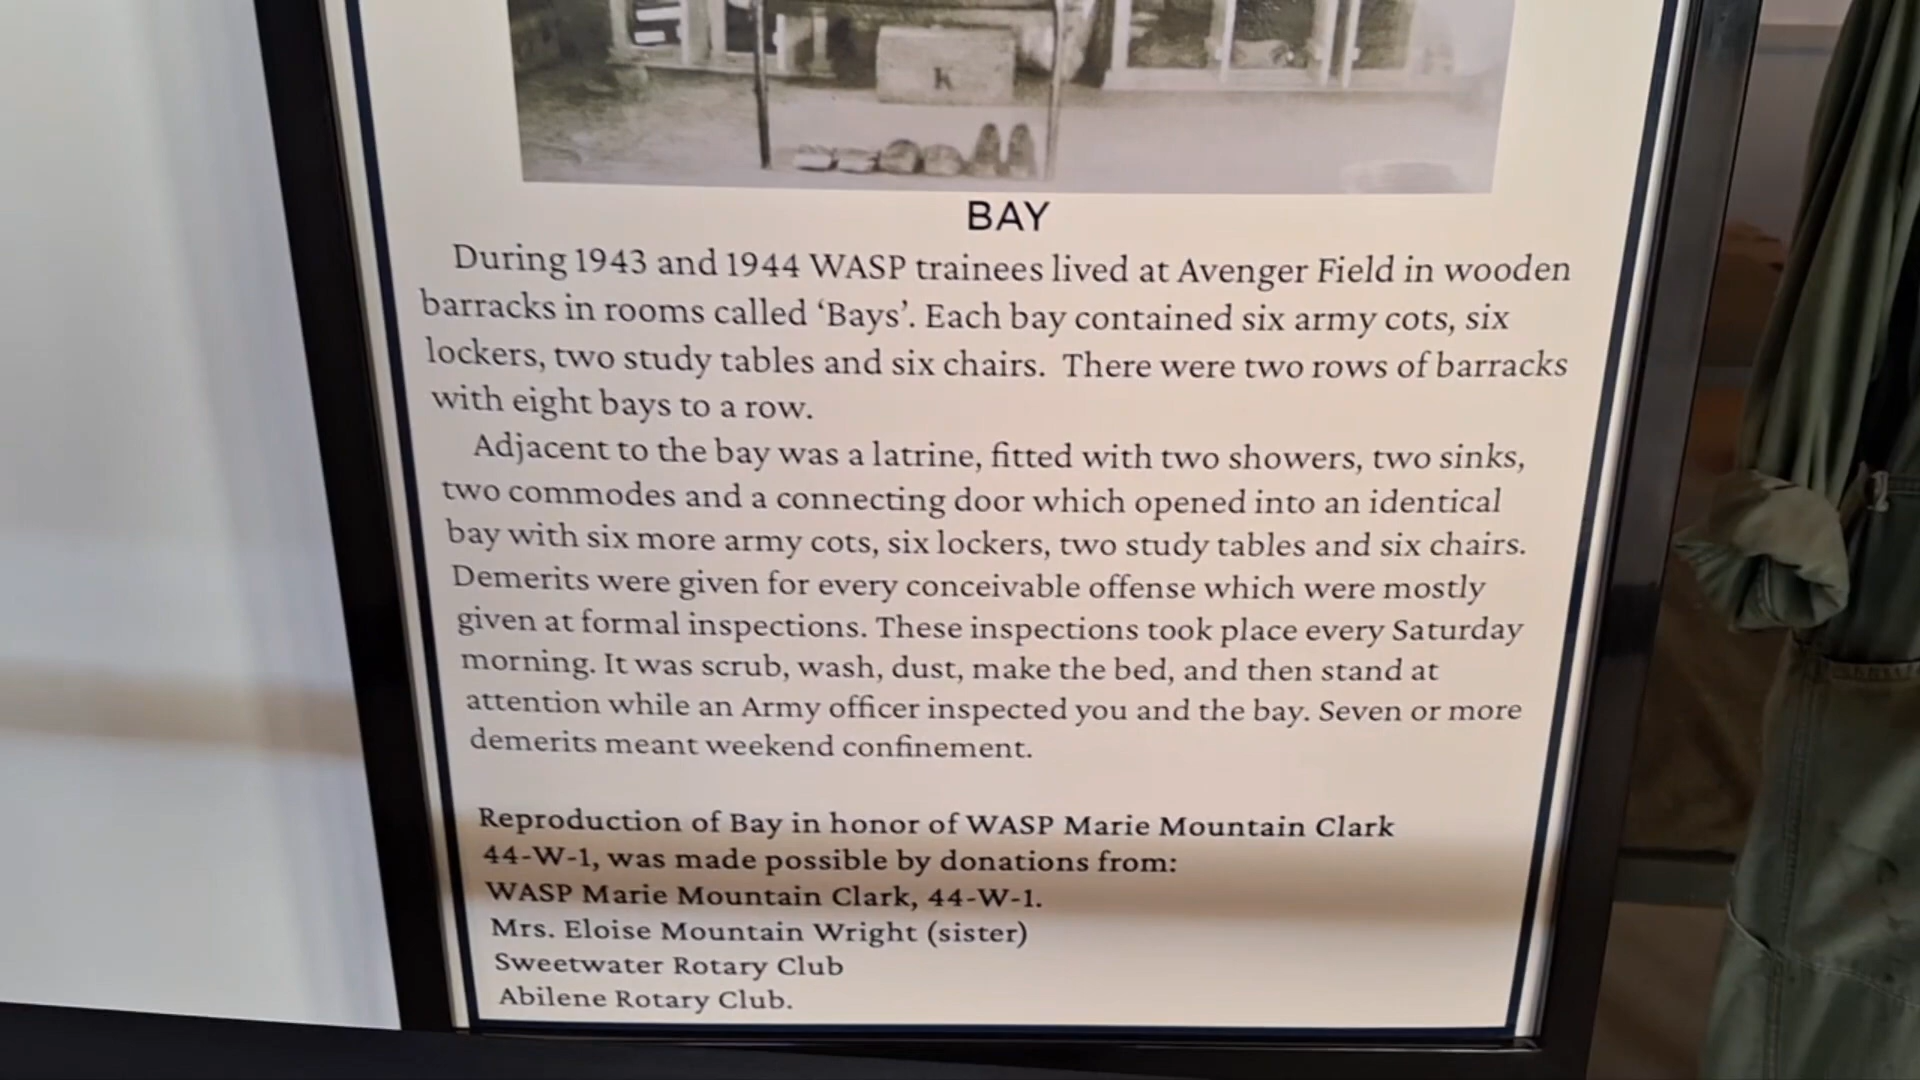 K
BAY
During 1943 and 1944 WASP trainees lived at Avenger Field in wooden
barracks in rooms called ‘Bays’. Each bay contained six army cots, six
lockers, two study tables and six chairs. There were two rows of barracks
with eight bays to a row.
Adjacent to the bay was a latrine, fitted with two showers, two sinks,
two commodes and a connecting door which opened into an identical
bay with six more army cots, six lockers, two study tables and six chairs.
Demerits were given for every conceivable offense which were mostly
given at formal inspections. These inspections took place every Saturday
morning. It was scrub, wash, dust, make the bed, and then stand at
attention while an Army officer inspected you and the bay. Seven or more
demerits meant weekend confinement.
Reproduction of Bay in honor of WASP Marie Mountain Clark
44-W-1, was made possible by donations from:
WASP Marie Mountain Clark, 44-W-1.
Mrs. Eloise Mountain Wright (sister)
Sweetwater Rotary Club
Abilene Rotary Club.